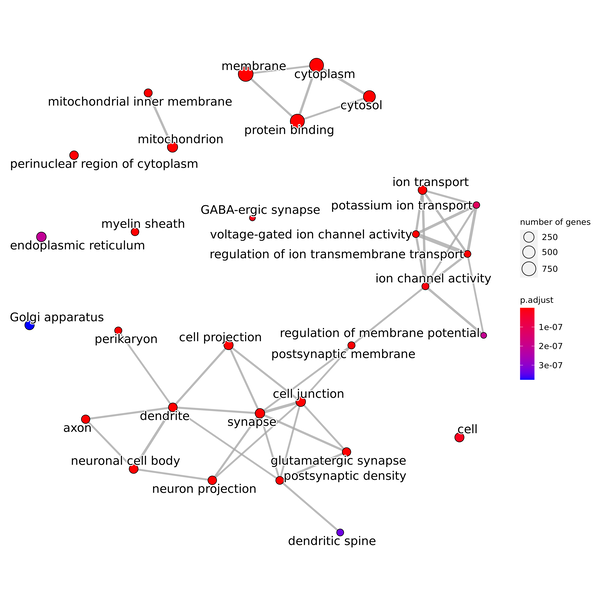 membrane
cytoplasm
mitochondrial inner membrane
cytosol
protein binding
mitochondrion
perinuclear region of cytoplasm
ion transport
potassium ion transport
GABA-ergic synapse
myelin sheath
voltage-gated ion channel activity
endoplasmic reticulum
regulation of ion transmembrane transport
ion channel activity
number of genes
250
500
750
p.adjust
1e-07
2e-07
3e-07
Golgi apparatus
perikaryon
cell projection
regulation of membrane potential
postsynaptic membrane
cell junction
dendrite
synapse
axon
cell
neuronal cell body
glutamatergic synapse
postsynaptic density
neuron projection
dendritic spine